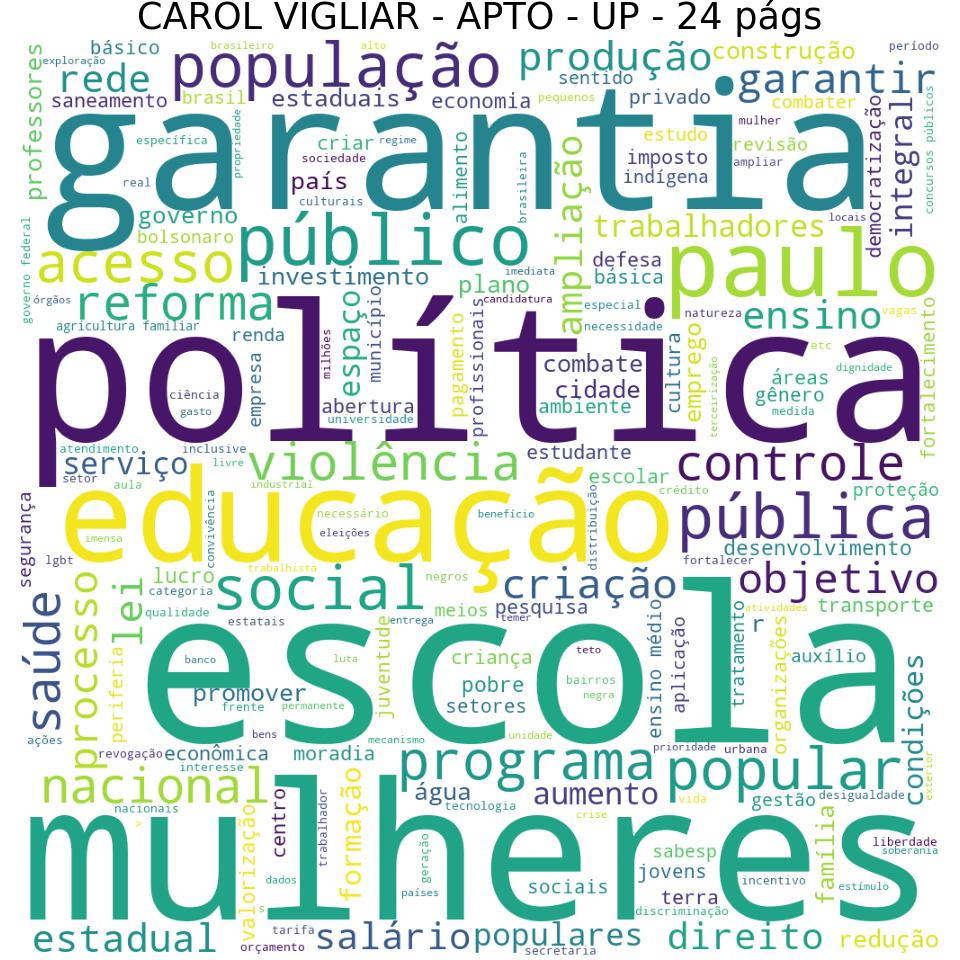 CAROL VIGLIAR - APTO - UP - 24 págs
exploração
básico
brasileiro
alto
população
produção
construção
período
professores
rede
sentido
garantir
saneamento
brasil
estaduais
economia
pequenos
privado
combater
garantia
específica
propriedade
criar
regime
sociedade
real
país
culturais
alimento
brasileira
ampliação
estudo
imposto
indígena
mulher
revisão
ampliar
democratização
integral
concursos públicos
governo
bolsonaro
público
trabalhadores
locais
governo federal
acesso
investimento
imediata
defesa
básica
paulo
órgãos
reforma
plano
candidatura
especial
natureza
ensino
vagas
agricultura familiar
renda
milhões
espaço
município
pagamento
profissionais
necessidade
política
ciência
gasto
empresa
abertura
universidade
combate
cidade
ambiente
cultura
emprego
terceirização
etc
áreas
gênero
medida
dignidade
fortalecimento
atendimento
inclusive
serviço
setor
livre
violência
estudante
controle
aula
industrial
escolar
crédito
proteção
segurança
educação
imensa
convivência
necessário
eleições
benefício
distribuição
pública
desenvolvimento
lgbt
trabalhista
fortalecer
lucro
categoria
social
negros
criação
objetivo
saúde
processo
lei
qualidade
estatais
meios
entrega
pesquisa
temer
r
atividades
transporte
escola
periferia
banco
luta
juventude
criança
teto
bairros
negra
ensino médio
aplicação
tratamento
organizações
auxílio
promover
frente
permanente
pobre
setores
condições
ações
bens
mecanismo
unidade
revogação
econômica
interesse
moradia
prioridade
urbana
nacional
programa
popular
exterior
nacionais
v
valorização
centro
trabalhador
formação
água
tecnologia
aumento
crise
vida
gestão
desigualdade
mulheres
geração
sabesp
família
liberdade
soberania
dados
países
sociais
jovens
terra
incentivo
estímulo
s
discriminação
estadual
tarifa
orçamento
salário
populares
secretaria
direito
redução